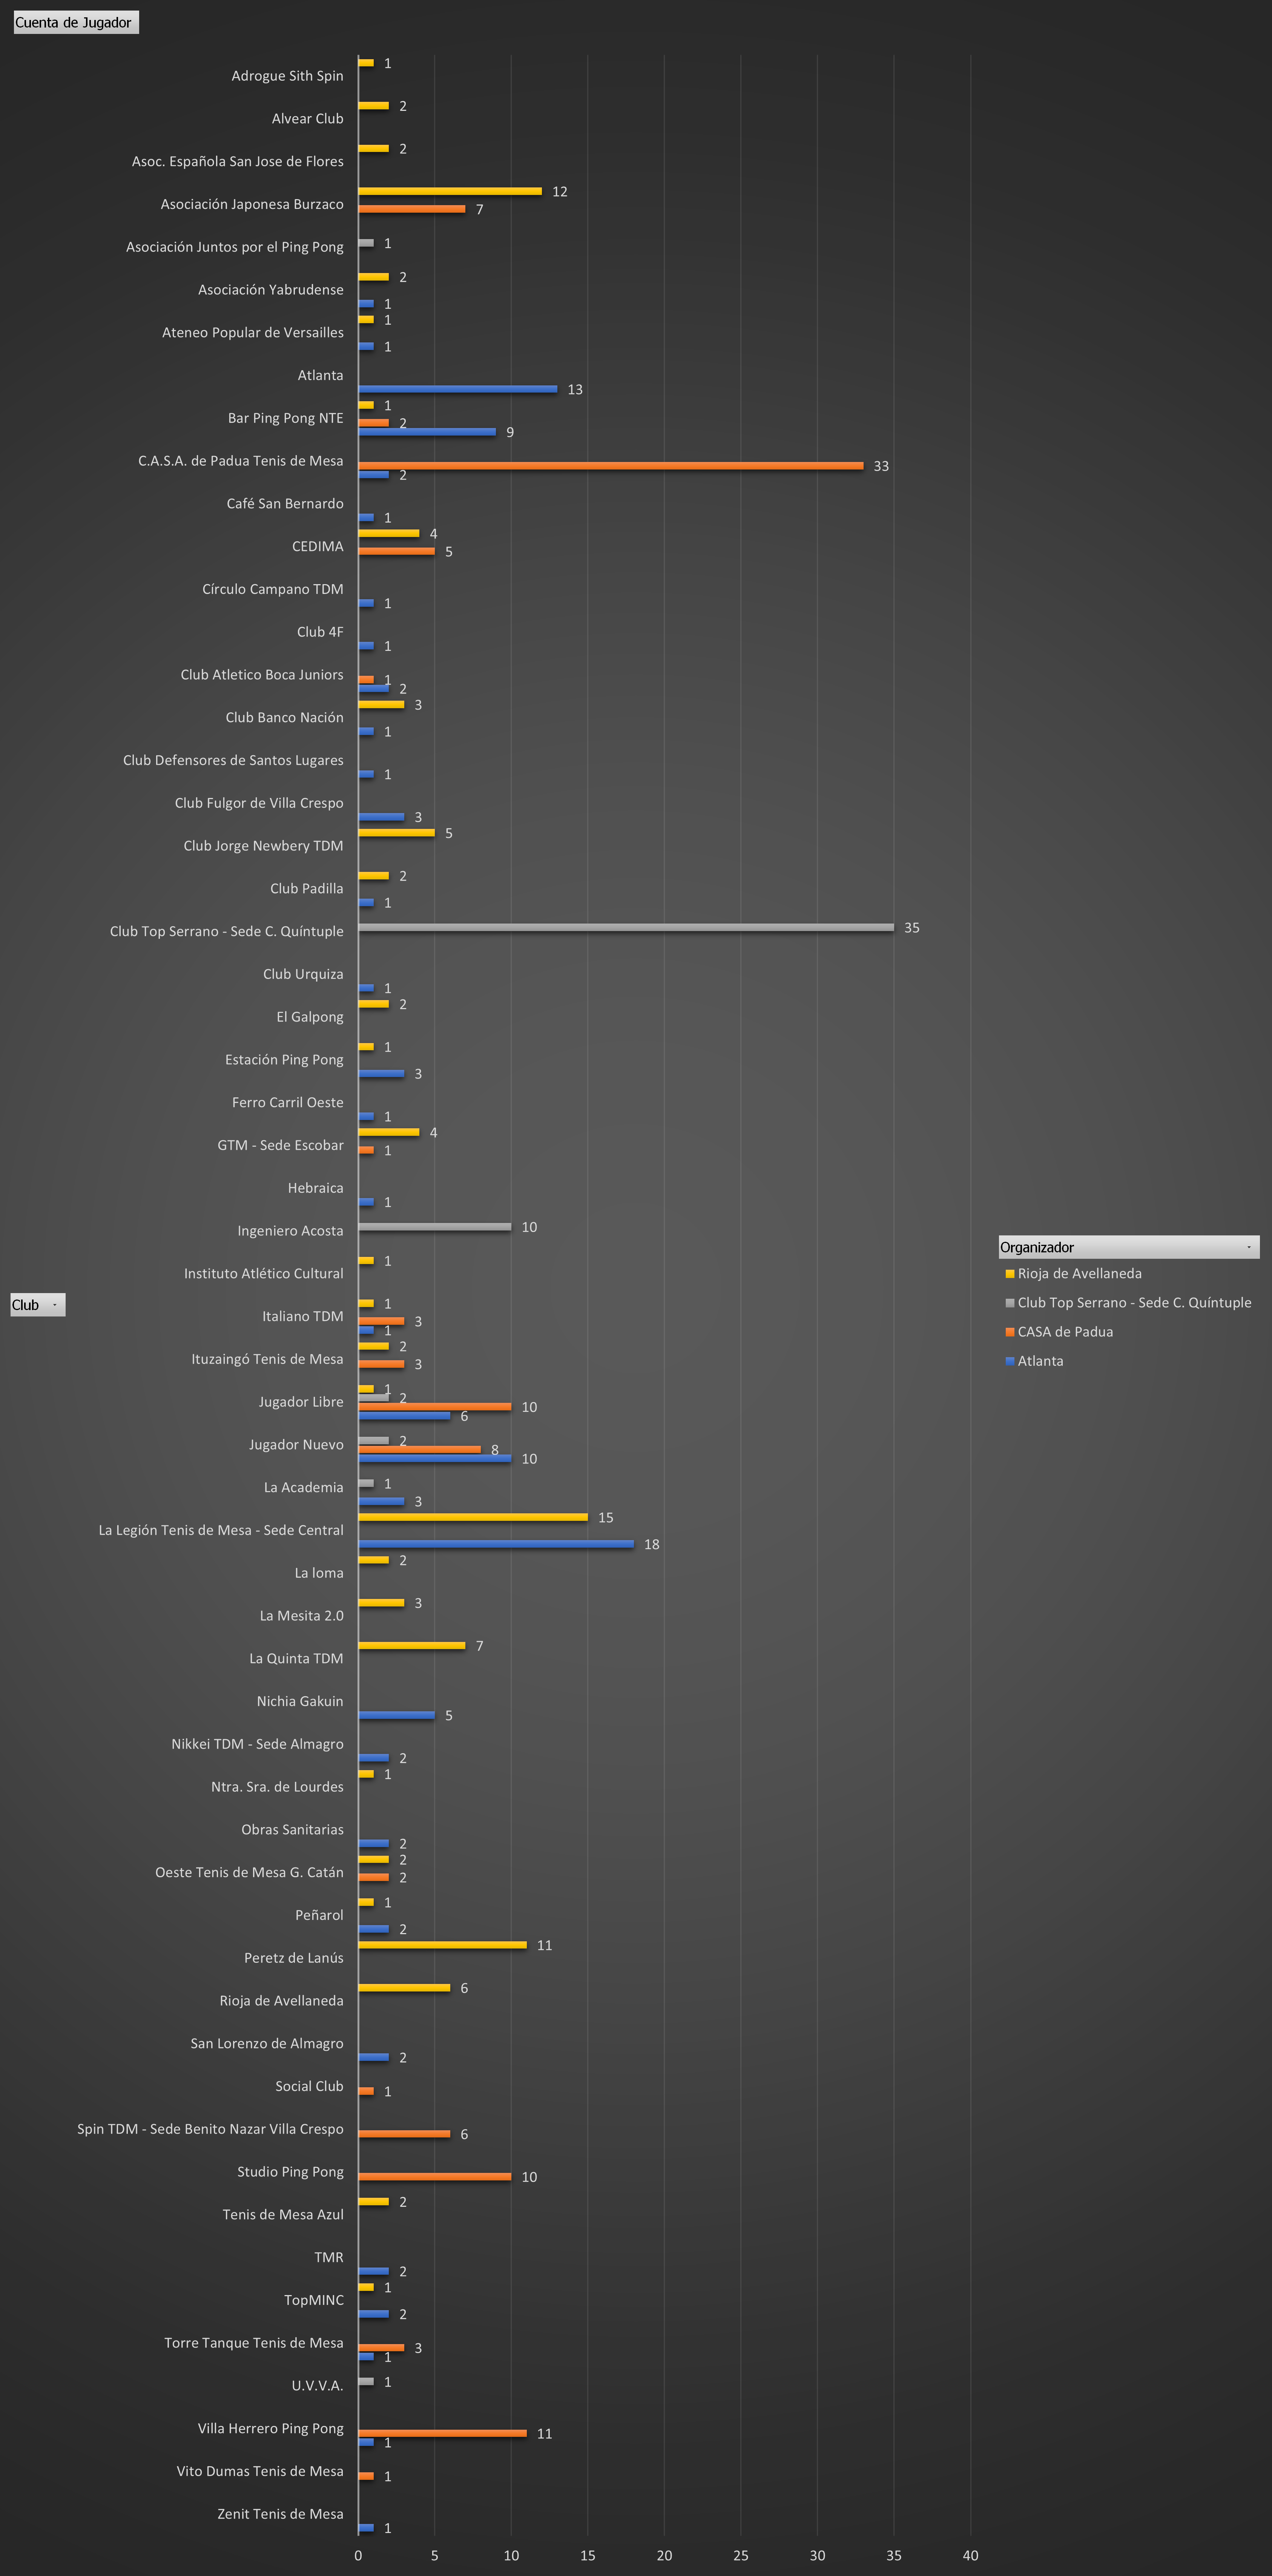 Cuenta de Jugador
Adrogue Sith Spin
1
Alvear Club
2
Asoc. Española San Jose de Flores
2
Asociación Japonesa Burzaco
12
7
Asociación Juntos por el Ping Pong
1
Asociación Yabrudense
2
1
Ateneo Popular de Versailles
1
1
Atlanta
13
Bar Ping Pong NTE
1
2
9
C.A.S.A. de Padua Tenis de Mesa
33
2
Café San Bernardo
1
CEDIMA
4
5
Círculo Campano TDM
1
Club 4F
1
Club Atletico Boca Juniors
1
2
Club Banco Nación
3
1
Club Defensores de Santos Lugares
1
Club Fulgor de Villa Crespo
3
Club Jorge Newbery TDM
5
Club Padilla
2
1
Club Top Serrano - Sede C. Quíntuple
35
Club Urquiza
1
El Galpong
2
Estación Ping Pong
1
3
Ferro Carril Oeste
1
GTM - Sede Escobar
4
1
Hebraica
1
Ingeniero Acosta
10
Instituto Atlético Cultural
1
Italiano TDM
1
3
1
Ituzaingó Tenis de Mesa
2
3
Jugador Libre
1
2
10
6
Jugador Nuevo
2
8
10
La Academia
1
3
La Legión Tenis de Mesa - Sede Central
15
18
La loma
2
La Mesita 2.0
3
La Quinta TDM
7
Nichia Gakuin
5
Nikkei TDM - Sede Almagro
2
Ntra. Sra. de Lourdes
1
Obras Sanitarias
2
Oeste Tenis de Mesa G. Catán
2
2
Peñarol
1
2
Peretz de Lanús
11
Rioja de Avellaneda
6
San Lorenzo de Almagro
2
Social Club
1
Spin TDM - Sede Benito Nazar Villa Crespo
6
Studio Ping Pong
10
Tenis de Mesa Azul
2
TMR
2
TopMINC
1
2
Torre Tanque Tenis de Mesa
3
1
U.V.V.A.
1
Villa Herrero Ping Pong
11
1
Vito Dumas Tenis de Mesa
1
Zenit Tenis de Mesa
1
0 5 10 15 20 25 30 35 40
Club
Organizador
Rioja de Avellaneda
Club Top Serrano - Sede C. Quíntuple
CASA de Padua
Atlanta